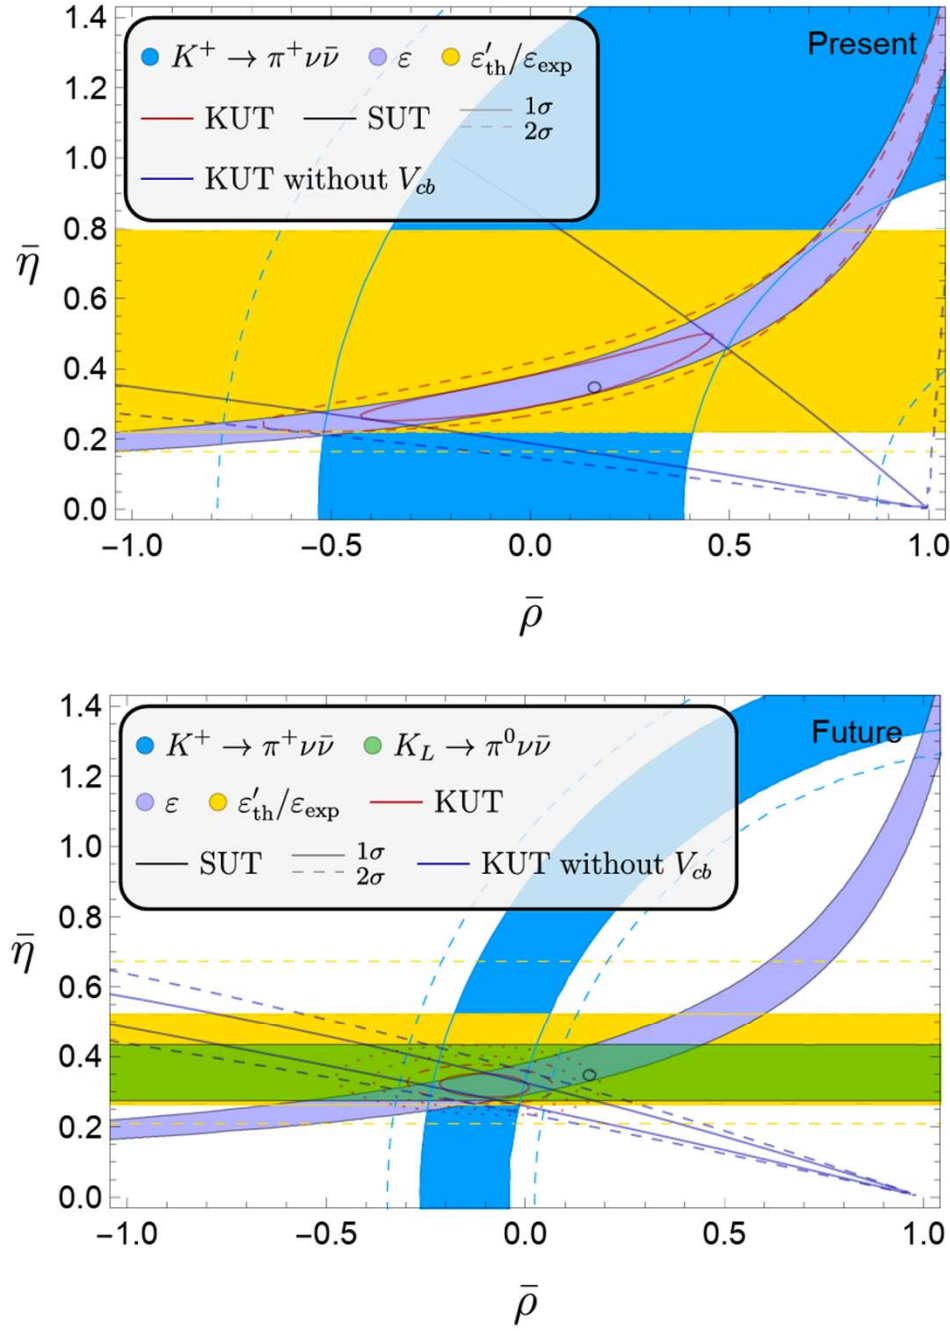 Present
K⁺ → π⁺νν̄ ε ε′th/εexp
KUT SUT 1σ
2σ
KUT without Vcb
1.4
1.2
1.0
0.8
0.6
0.4
0.2
0.0
η̄
−1.0 −0.5 0.0 0.5 1.0
ρ̄
Future
K⁺ → π⁺νν̄ K_L → π⁰νν̄
ε ε′th/εexp KUT
SUT 1σ
2σ KUT without Vcb
1.4
1.2
1.0
0.8
0.6
0.4
0.2
0.0
η̄
−1.0 −0.5 0.0 0.5 1.0
ρ̄